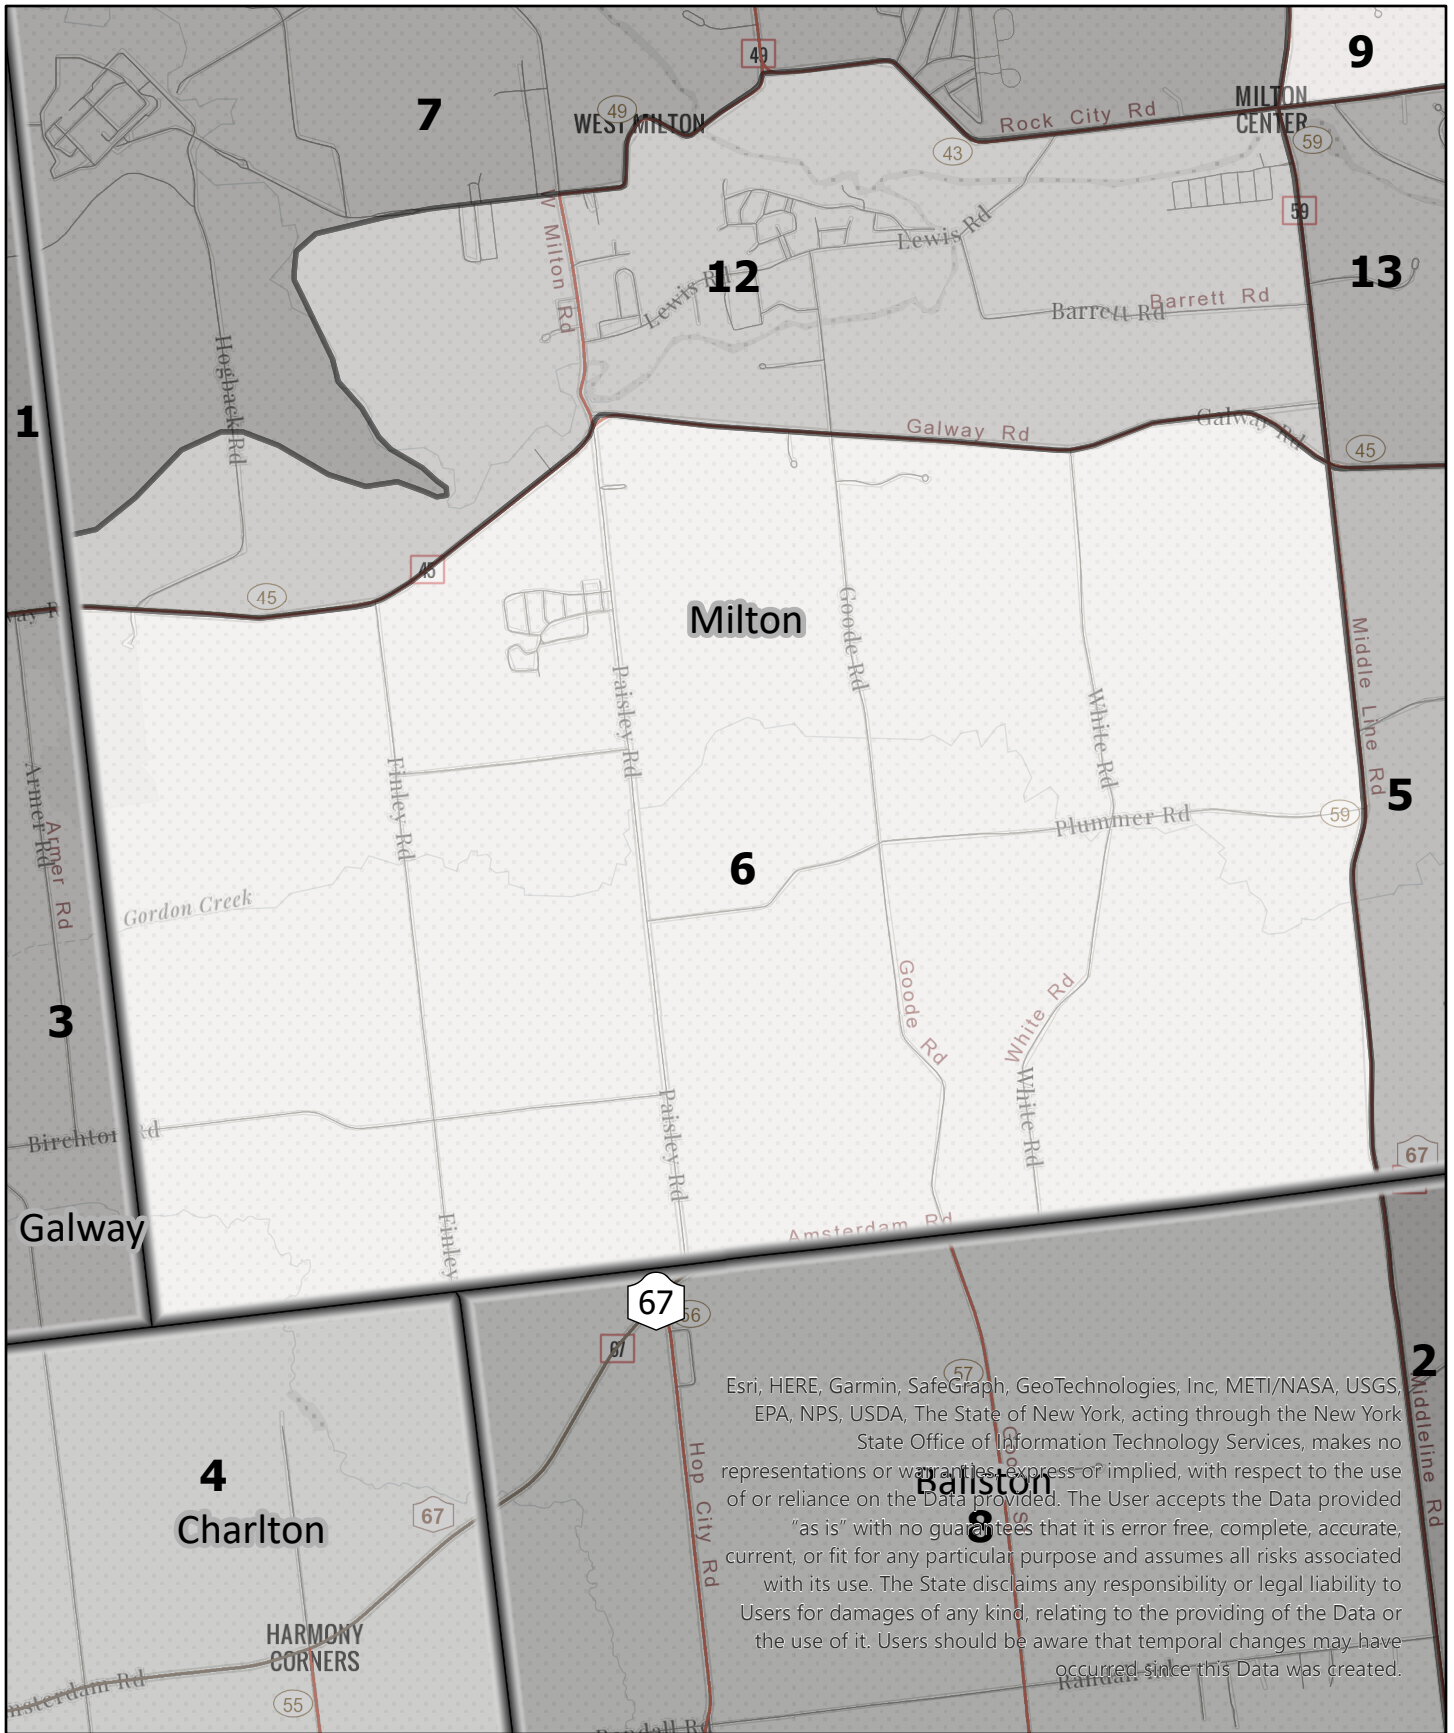 49
9
7
49
WEST MILTON
Rock City Rd
MILTON
CENTER
43
59
59
W Milton Rd
Lewis Rd
Lewis Rd
12
13
Barrett Rd
Barrett Rd
Hogback Rd
1
Galway Rd
Galway Rd
45
45
45
way R
Milton
Goode Rd
Middle Line Rd
Paisley Rd
White Rd
Finley Rd
Armer Rd
Armer Rd
5
Plummer Rd
59
6
Gordon Creek
Goode Rd
White Rd
3
White Rd
Paisley Rd
Birchton Rd
67
Galway
Finley
Amsterdam Rd
67
56
67
57
2
Middleline Rd
Esri, HERE, Garmin, SafeGraph, GeoTechnologies, Inc, METI/NASA, USGS,
EPA, NPS, USDA, The State of New York, acting through the New York
State Office of Information Technology Services, makes no
representations or warranties, express or implied, with respect to the use
of or reliance on the Data provided. The User accepts the Data provided
"as is" with no guarantees that it is error free, complete, accurate,
current, or fit for any particular purpose and assumes all risks associated
with its use. The State disclaims any responsibility or legal liability to
Users for damages of any kind, relating to the providing of the Data or
the use of it. Users should be aware that temporal changes may have
occurred since this Data was created.
Ballston
8
Hop City Rd
4
Charlton
67
HARMONY
CORNERS
msterdam Rd
55
Randall Rd
Randall Rd